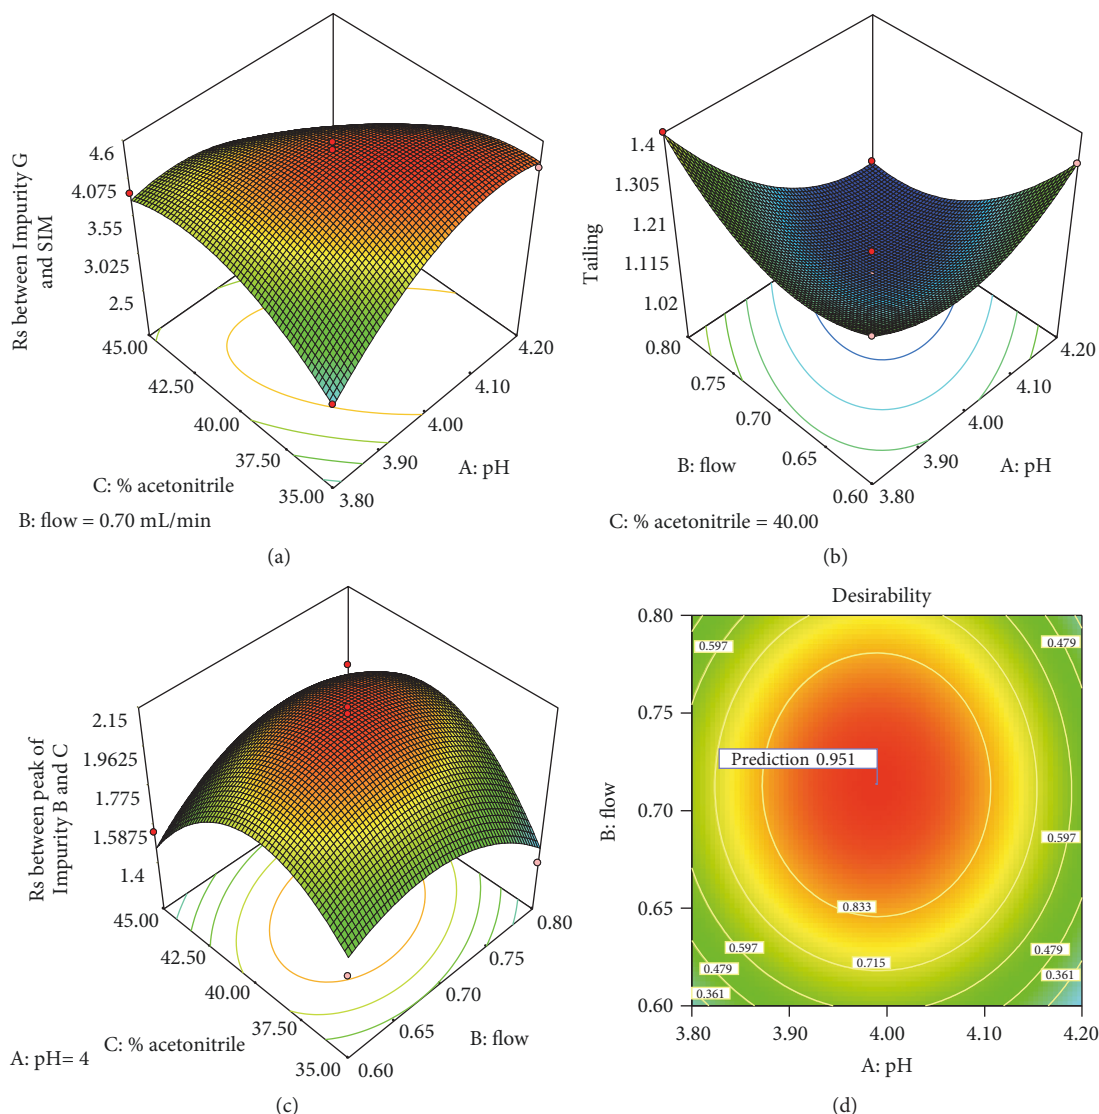 Rs between Impurity G
and SIM
4.6
4.075
3.55
3.025
2.5
45.00
42.50
40.00
37.50
35.00
3.80
3.90
4.00
4.10
4.20
C: % acetonitrile
A: pH
B: flow = 0.70 mL/min
(a)
Tailing
1.4
1.305
1.21
1.115
1.02
0.80
0.75
0.70
0.65
0.60
3.80
3.90
4.00
4.10
4.20
B: flow
A: pH
C: % acetonitrile = 40.00
(b)
Rs between peak of
Impurity B and C
2.15
1.9625
1.775
1.5875
1.4
45.00
42.50
40.00
37.50
35.00
0.60
0.65
0.70
0.75
0.80
C: % acetonitrile
B: flow
A: pH= 4
(c)
Desirability
B: flow
0.80
0.75
0.70
0.65
0.60
0.597
0.479
Prediction 0.951
0.597
0.833
0.715
0.597
0.479
0.479
0.361
0.361
3.80
3.90
4.00
4.10
4.20
A: pH
(d)